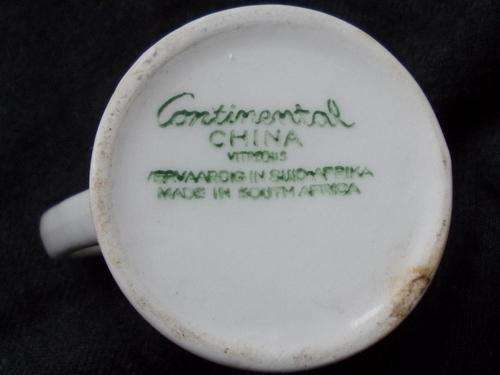 Continental
CHINA
VITREOUS
VERVAARDIG IN SUID-AFRIKA
MADE IN SOUTH AFRICA